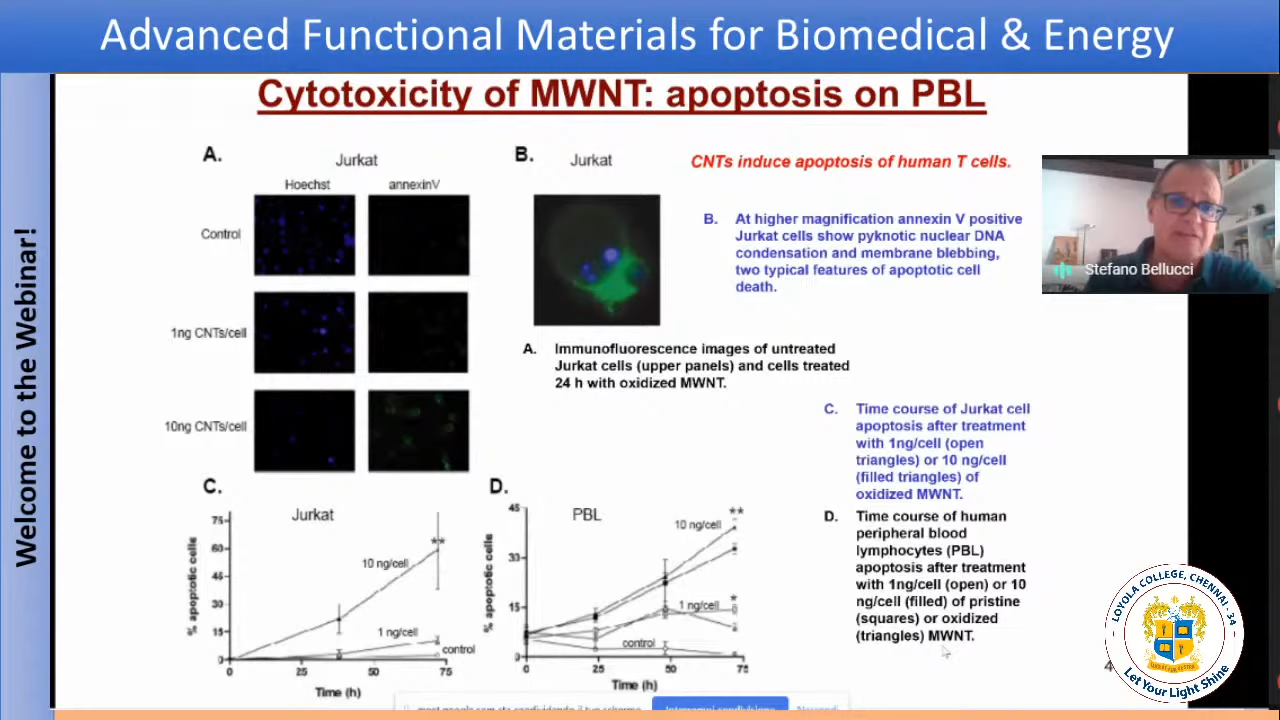 Advanced Functional Materials for Biomedical & Energy
Welcome to the Webinar!
Cytotoxicity of MWNT: apoptosis on PBL
A.
Jurkat
Hoechst
annexinV
Control
1ng CNTs/cell
10ng CNTs/cell
B.
Jurkat
CNTs induce apoptosis of human T cells.
B. At higher magnification annexin V positive
Jurkat cells show pyknotic nuclear DNA
condensation and membrane blebbing,
two typical features of apoptotic cell
death.
Stefano Bellucci
A. Immunofluorescence images of untreated
Jurkat cells (upper panels) and cells treated
24 h with oxidized MWNT.
C. Time course of Jurkat cell
apoptosis after treatment
with 1ng/cell (open
triangles) or 10 ng/cell
(filled triangles) of
oxidized MWNT.
D. Time course of human
peripheral blood
lymphocytes (PBL)
apoptosis after treatment
with 1ng/cell (open) or 10
ng/cell (filled) of pristine
(squares) or oxidized
(triangles) MWNT.
C.
Jurkat
% apoptotic cells
75
60
45
30
15
0
10 ng/cell
**
1 ng/cell
control
0 25 50 75
Time (h)
D.
PBL
% apoptotic cells
45
30
15
0
10 ng/cell
**
1 ng/cell
*
control
0 25 50 75
Time (h)
4
LOYOLA COLLEGE, CHENNAI - 34
Let Your Light Shine